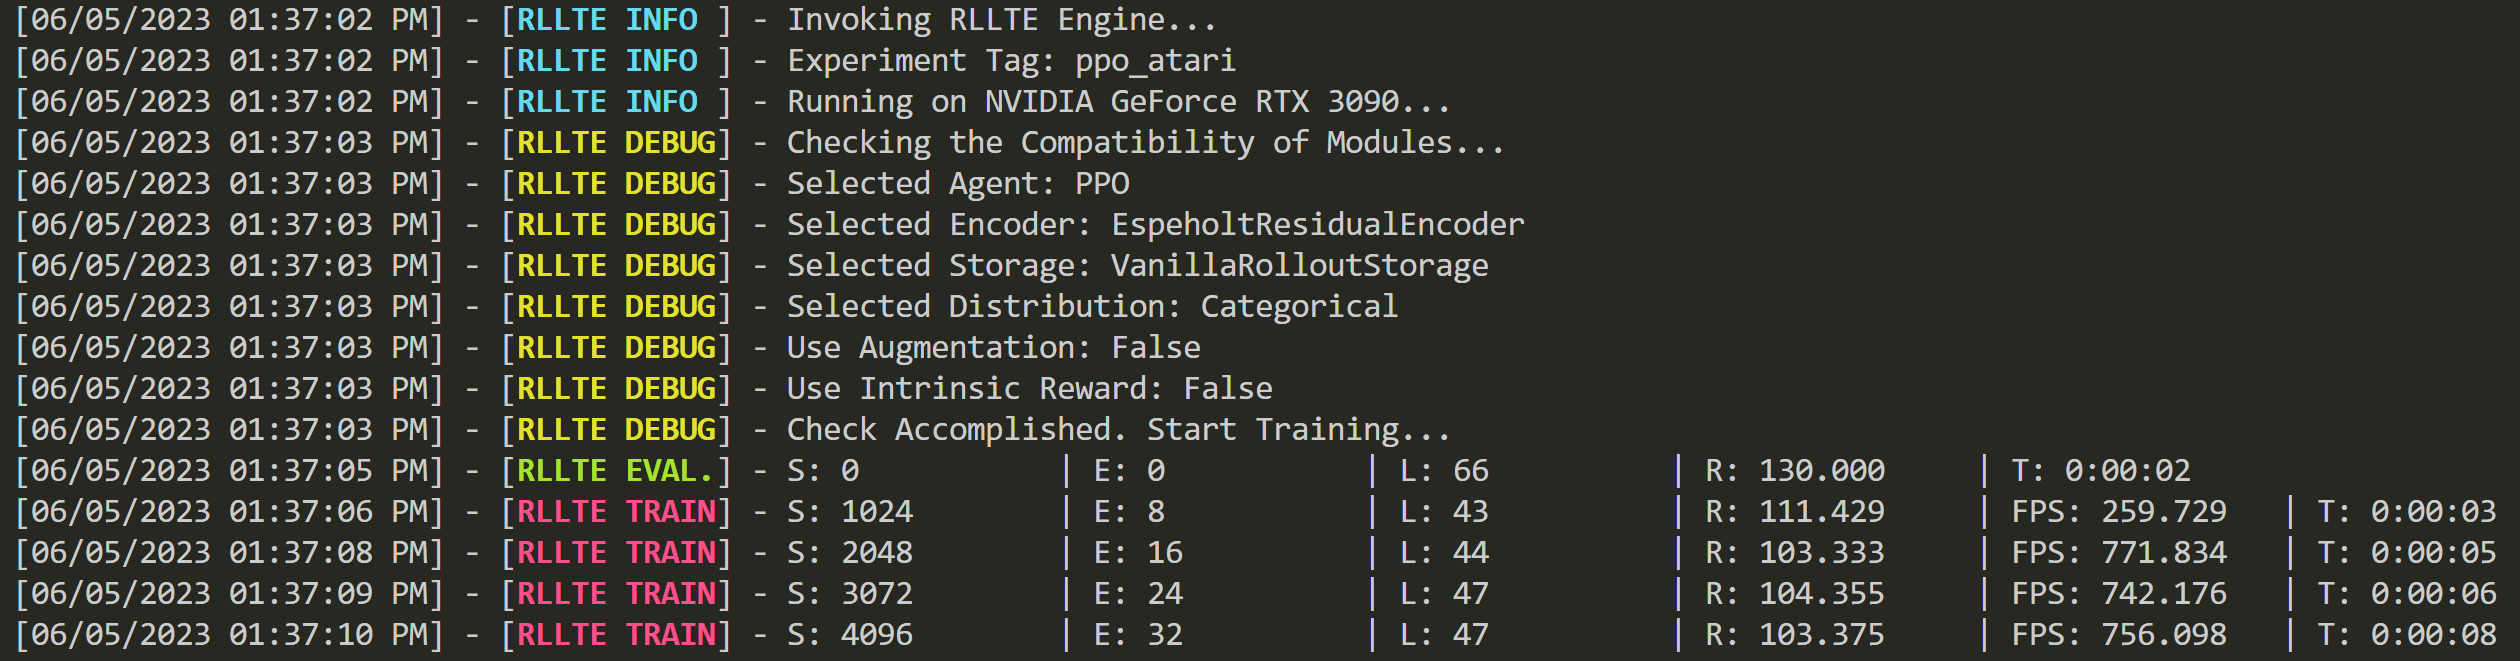 [06/05/2023 01:37:02 PM] - [RLLTE INFO ] - Invoking RLLTE Engine...
[06/05/2023 01:37:02 PM] - [RLLTE INFO ] - Experiment Tag: ppo_atari
[06/05/2023 01:37:02 PM] - [RLLTE INFO ] - Running on NVIDIA GeForce RTX 3090...
[06/05/2023 01:37:03 PM] - [RLLTE DEBUG] - Checking the Compatibility of Modules...
[06/05/2023 01:37:03 PM] - [RLLTE DEBUG] - Selected Agent: PPO
[06/05/2023 01:37:03 PM] - [RLLTE DEBUG] - Selected Encoder: EspeholtResidualEncoder
[06/05/2023 01:37:03 PM] - [RLLTE DEBUG] - Selected Storage: VanillaRolloutStorage
[06/05/2023 01:37:03 PM] - [RLLTE DEBUG] - Selected Distribution: Categorical
[06/05/2023 01:37:03 PM] - [RLLTE DEBUG] - Use Augmentation: False
[06/05/2023 01:37:03 PM] - [RLLTE DEBUG] - Use Intrinsic Reward: False
[06/05/2023 01:37:03 PM] - [RLLTE DEBUG] - Check Accomplished. Start Training...
[06/05/2023 01:37:05 PM] - [RLLTE EVAL.] - S: 0           | E: 0           | L: 66          | R: 130.000     | T: 0:00:02
[06/05/2023 01:37:06 PM] - [RLLTE TRAIN] - S: 1024        | E: 8           | L: 43          | R: 111.429     | FPS: 259.729   | T: 0:00:03
[06/05/2023 01:37:08 PM] - [RLLTE TRAIN] - S: 2048        | E: 16          | L: 44          | R: 103.333     | FPS: 771.834   | T: 0:00:05
[06/05/2023 01:37:09 PM] - [RLLTE TRAIN] - S: 3072        | E: 24          | L: 47          | R: 104.355     | FPS: 742.176   | T: 0:00:06
[06/05/2023 01:37:10 PM] - [RLLTE TRAIN] - S: 4096        | E: 32          | L: 47          | R: 103.375     | FPS: 756.098   | T: 0:00:08